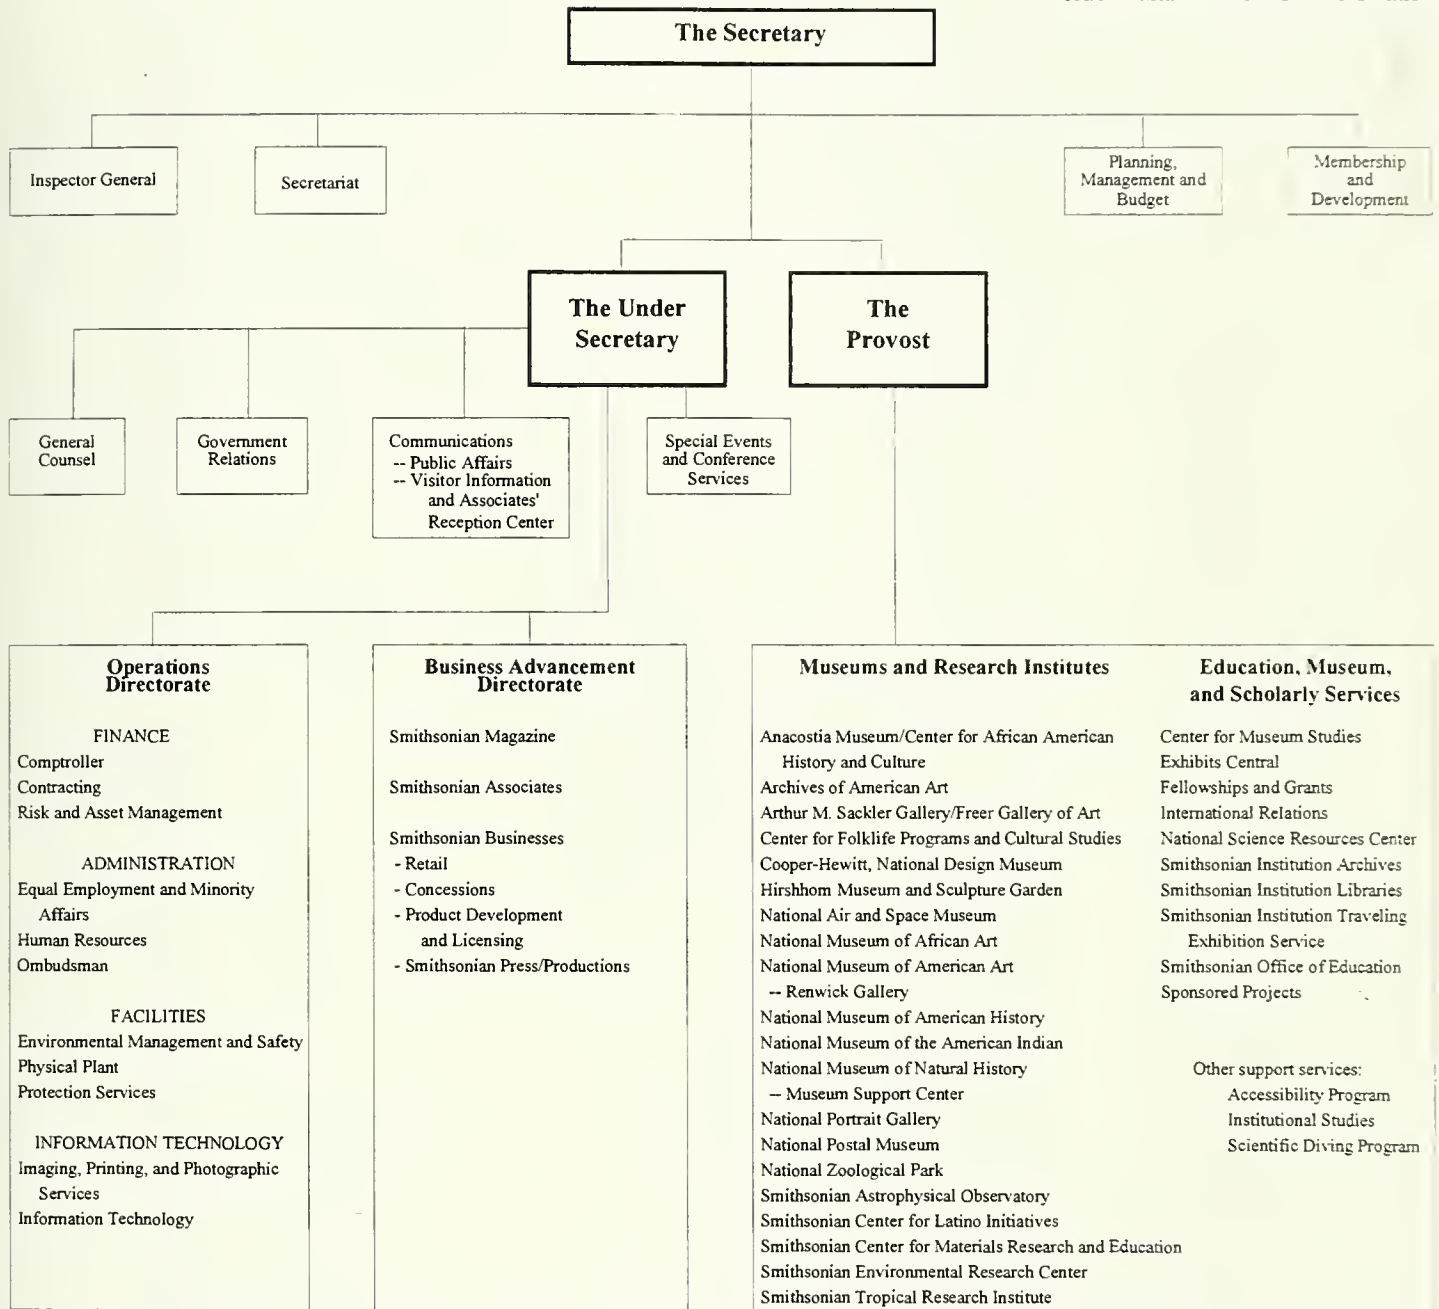 The Secretary
Inspector General
Secretariat
Planning,
Management and
Budget
Membership
and
Development
The Under
Secretary
The
Provost
General
Counsel
Government
Relations
Communications
-- Public Affairs
-- Visitor Information
and Associates'
Reception Center
Special Events
and Conference
Services
Operations
Directorate
FINANCE
Comptroller
Contracting
Risk and Asset Management
ADMINISTRATION
Equal Employment and Minority
Affairs
Human Resources
Ombudsman
FACILITIES
Environmental Management and Safety
Physical Plant
Protection Services
INFORMATION TECHNOLOGY
Imaging, Printing, and Photographic
Services
Information Technology
Business Advancement
Directorate
Smithsonian Magazine
Smithsonian Associates
Smithsonian Businesses
- Retail
- Concessions
- Product Development
and Licensing
- Smithsonian Press/Productions
Museums and Research Institutes
Anacostia Museum/Center for African American
History and Culture
Archives of American Art
Arthur M. Sackler Gallery/Freer Gallery of Art
Center for Folklife Programs and Cultural Studies
Cooper-Hewitt, National Design Museum
Hirshhorn Museum and Sculpture Garden
National Air and Space Museum
National Museum of African Art
National Museum of American Art
-- Renwick Gallery
National Museum of American History
National Museum of the American Indian
National Museum of Natural History
-- Museum Support Center
National Portrait Gallery
National Postal Museum
National Zoological Park
Smithsonian Astrophysical Observatory
Smithsonian Center for Latino Initiatives
Smithsonian Center for Materials Research and Education
Smithsonian Environmental Research Center
Smithsonian Tropical Research Institute
Education, Museum,
and Scholarly Services
Center for Museum Studies
Exhibits Central
Fellowships and Grants
International Relations
National Science Resources Center
Smithsonian Institution Archives
Smithsonian Institution Libraries
Smithsonian Institution Traveling
Exhibition Service
Smithsonian Office of Education
Sponsored Projects
Other support services:
Accessibility Program
Institutional Studies
Scientific Diving Program